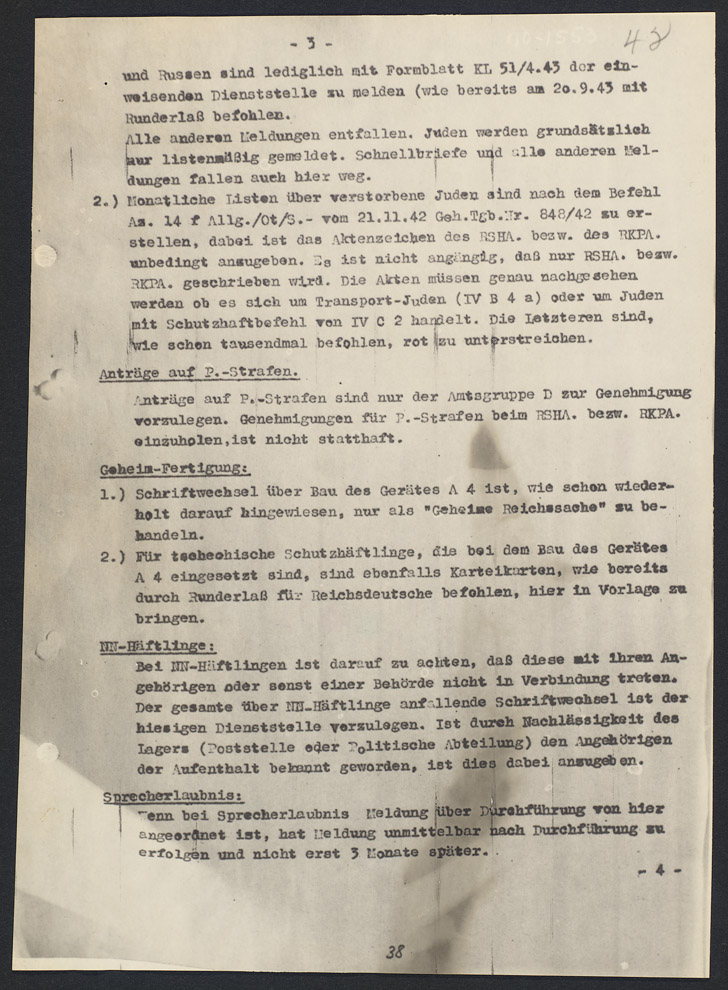 - 3 -
48
und Russen sind lediglich mit Formblatt KL 51/4.43 der ein-
weisenden Dienststelle zu melden (wie bereits am 20.9.43 mit
Runderlaß befohlen.
Alle anderen Meldungen entfallen. Juden werden grundsätzlich
nur listenmäßig gemeldet. Schnellbriefe und alle anderen Mel-
dungen fallen auch hier weg.
2.) Monatliche Listen über verstorbene Juden sind nach dem Befehl
Az. 14 f Allg./Ot/S.- vom 21.11.42 Geh.Tgb.Nr. 848/42 zu er-
stellen, dabei ist das Aktenzeichen des RSHA. bezw. des RKPA.
unbedingt anzugeben. Es ist nicht angängig, daß nur RSHA. bezw.
RKPA. geschrieben wird. Die Akten müssen genau nachgesehen
werden ob es sich um Transport-Juden (IV B 4 a) oder um Juden
mit Schutzhaftbefehl von IV C 2 handelt. Die Letzteren sind,
wie schon tausendmal befohlen, rot zu unterstreichen.
Anträge auf P.-Strafen.
Anträge auf P.-Strafen sind nur der Amtsgruppe D zur Genehmigung
vorzulegen. Genehmigungen für P.-Strafen beim RSHA. bezw. RKPA.
einzuholen,ist nicht statthaft.
Geheim-Fertigung:
1.) Schriftwechsel über Bau des Gerätes A 4 ist, wie schon wieder-
holt darauf hingewiesen, nur als "Geheime Reichssache" zu be-
handeln.
2.) Für tschechische Schutzhäftlinge, die bei dem Bau des Gerätes
A 4 eingesetzt sind, sind ebenfalls Karteikarten, wie bereits
durch Runderlaß für Reichsdeutsche befohlen, hier in Vorlage zu
bringen.
NN-Häftlinge:
Bei NN-Häftlingen ist darauf zu achten, daß diese mit ihren An-
gehörigen oder sonst einer Behörde nicht in Verbindung treten.
Der gesamte über NN-Häftlinge anfallende Schriftwechsel ist der
hiesigen Dienststelle vorzulegen. Ist durch Nachlässigkeit des
Lagers (Poststelle oder Politische Abteilung) den Angehörigen
der Aufenthalt bekannt geworden, ist dies dabei anzugeben.
Sprecherlaubnis:
Wenn bei Sprecherlaubnis Meldung über Durchführung von hier
angeordnet ist, hat Meldung unmittelbar nach Durchführung zu
erfolgen und nicht erst 3 Monate später.
- 4 -
38